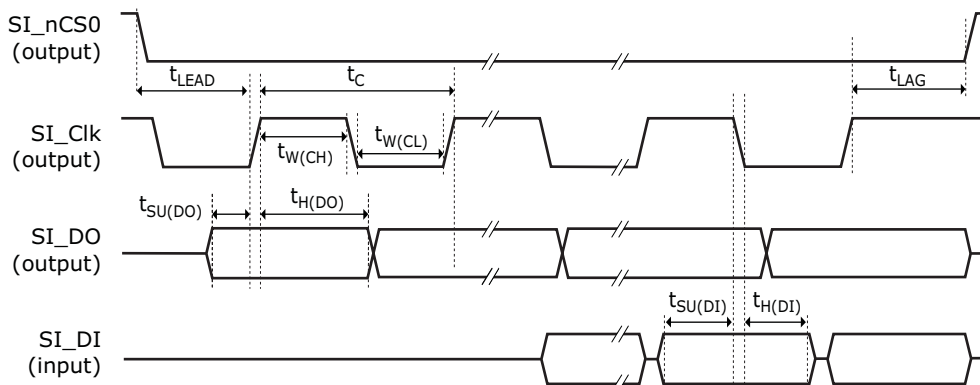 SI_nCS0
(output)
tLEAD
tC
tLAG
SI_Clk
(output)
tW(CH)
tW(CL)
tSU(DO)
tH(DO)
SI_DO
(output)
tSU(DI)
tH(DI)
SI_DI
(input)